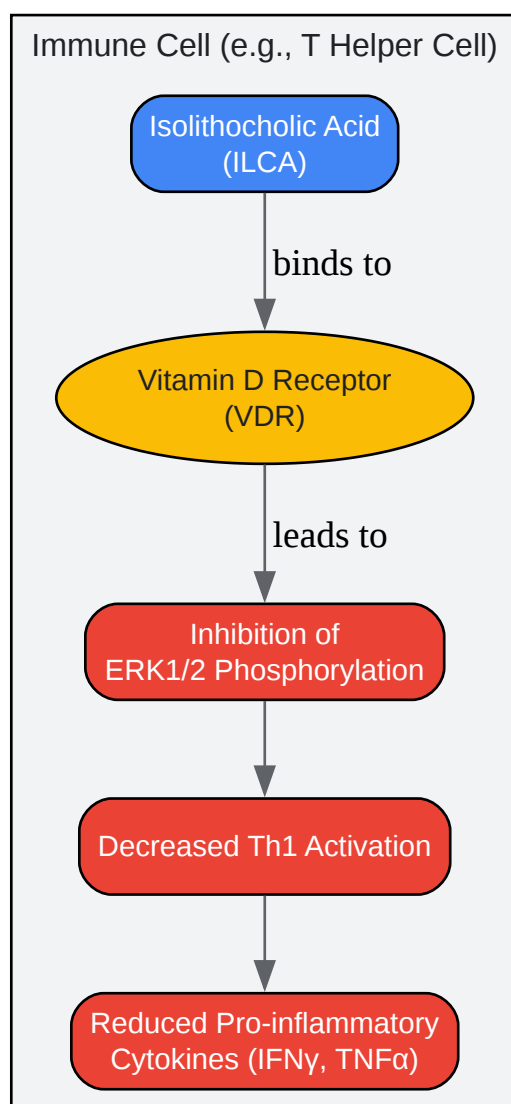 Immune Cell (e.g., T Helper Cell)
Isolithocholic Acid
(ILCA)
binds to
Vitamin D Receptor
(VDR)
leads to
Inhibition of
ERK1/2 Phosphorylation
Decreased Th1 Activation
Reduced Pro-inflammatory
Cytokines (IFNγ, TNFα)